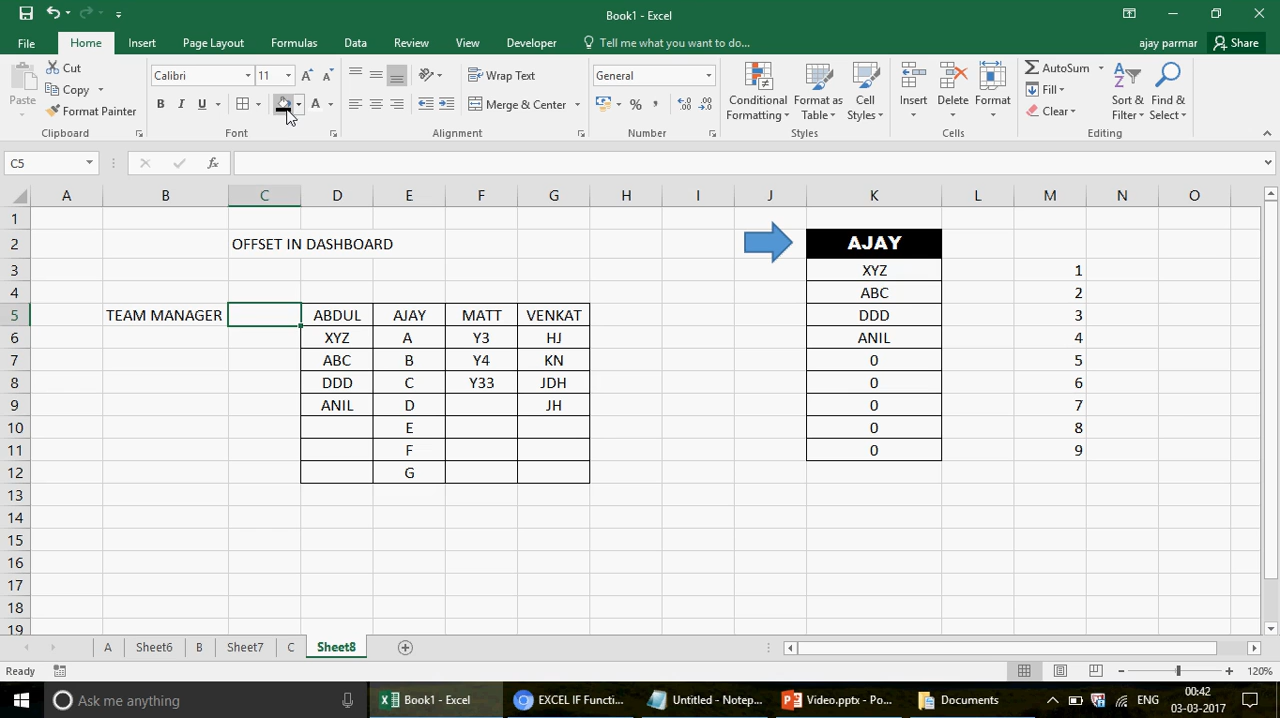 Book1 - Excel
File Home Insert Page Layout Formulas Data Review View Developer Tell me what you want to do... ajay parmar Share
Paste Cut Copy Format Painter
Calibri 11 B I U A
Wrap Text Merge & Center
General % ,
Conditional Formatting Format as Table Cell Styles
Insert Delete Format
AutoSum Fill Clear Sort & Filter Find & Select
Clipboard Font Alignment Number Styles Cells Editing
C5 fx
A B C D E F G H I J K L M N O
1
2 OFFSET IN DASHBOARD AJAY
3 XYZ 1
4 ABC 2
5 TEAM MANAGER ABDUL AJAY MATT VENKAT DDD 3
6 XYZ A Y3 HJ ANIL 4
7 ABC B Y4 KN 0 5
8 DDD C Y33 JDH 0 6
9 ANIL D JH 0 7
10 E 0 8
11 F 0 9
12 G
13
14
15
16
17
18
19
A Sheet6 B Sheet7 C Sheet8
Ready 120%
Ask me anything Book1 - Excel EXCEL IF Functi... Untitled - Notep... Video.pptx - Po... Documents ENG 00:42
03-03-2017